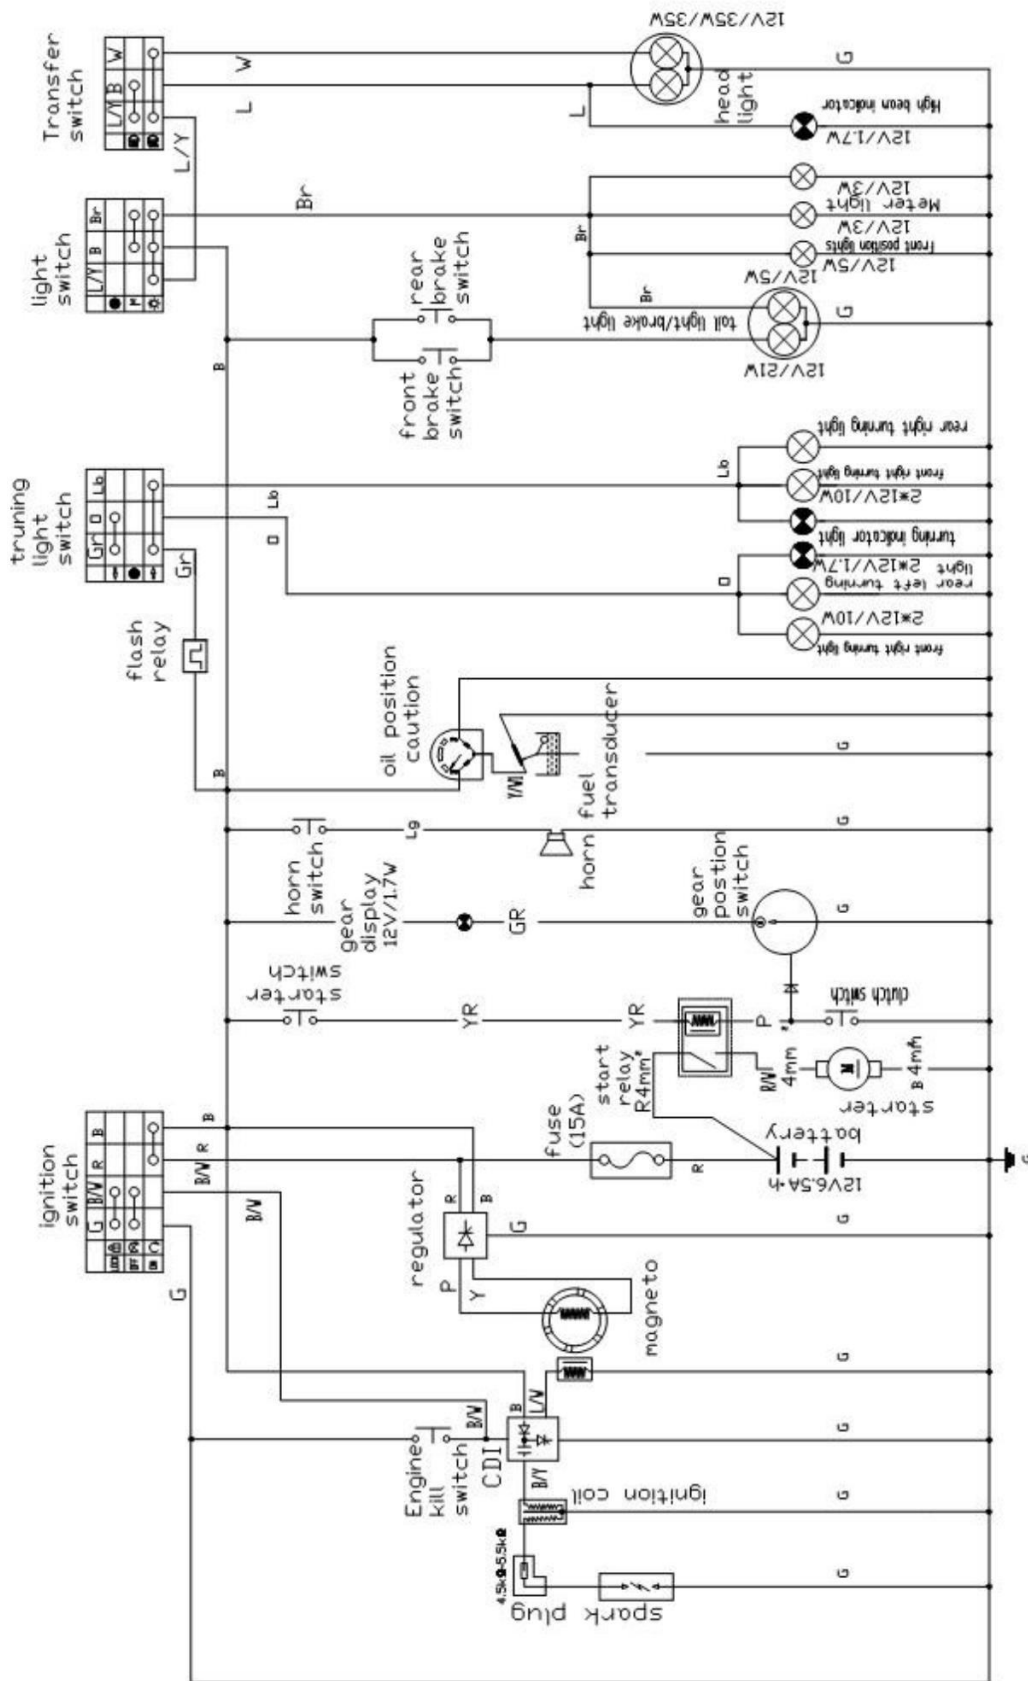 Transfer
switch
L/Y B W
W
L
L/Y
L
12V/35W/35W
head
light
G
High beam indicator
12V/1.7W
light
switch
L/Y B Br
Br
Br
12V/3W
Meter light
12V/3W
front position lights
12V/5W
12V/5W
Br
tail light/brake light
12V/21W
G
rear
brake
switch
front
brake
switch
B
truning
light
switch
Gr O Lb
Gr
Lb
O
Lb
O
rear right turning light
front right turning light
2*12V/10W
turning indicator light
2*12V/1.7W
rear left turning
light
2*12V/10W
front right turning light
flash
relay
B
oil position
caution
Y/W
fuel
transducer
G
horn
switch
Lg
horn
G
gear
display
12V/1.7W
GR
gear
postion
switch
G
starter
switch
YR
YR
P
clutch switch
start
relay
R4mm²
R/W
4mm
B 4mm²
starter
ignition
switch
G B/W R B
LOCK
OFF
ON
B
R
B/W
B/W
G
fuse
(15A)
R
battery
12V6.5A·h
G
regulator
R
B
P
Y
G
G
magneto
G
Engine
kill
switch
B/W
CDI
B
L/W
B/Y
G
ignition coil
G
4.5kΩ-5.5kΩ
spark plug
G